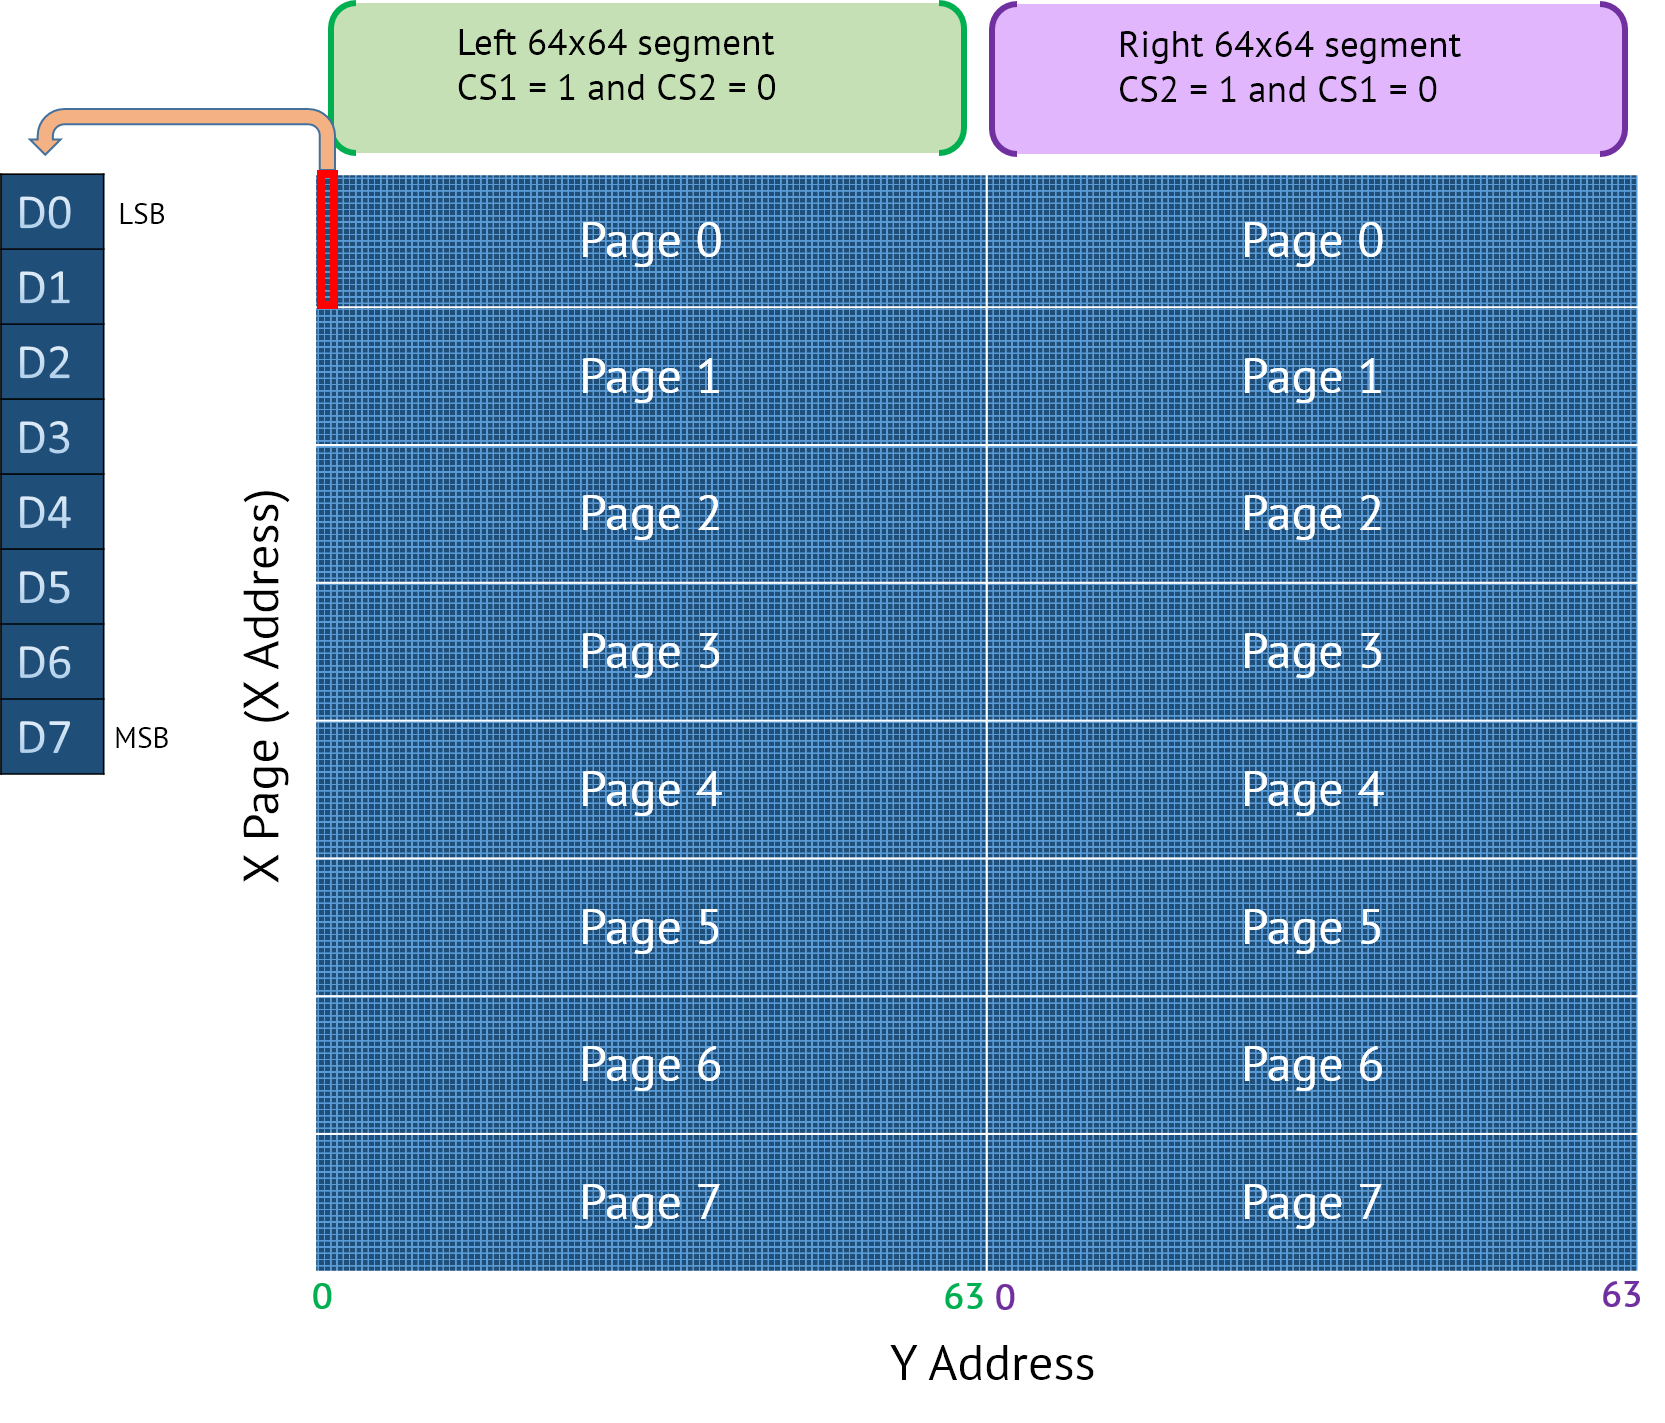 Left 64x64 segment
CS1 = 1 and CS2 = 0
Right 64x64 segment
CS2 = 1 and CS1 = 0
D0 LSB
D1
D2
D3
D4
D5
D6
D7 MSB
X Page (X Address)
Page 0 Page 0
Page 1 Page 1
Page 2 Page 2
Page 3 Page 3
Page 4 Page 4
Page 5 Page 5
Page 6 Page 6
Page 7 Page 7
0 63 0 63
Y Address